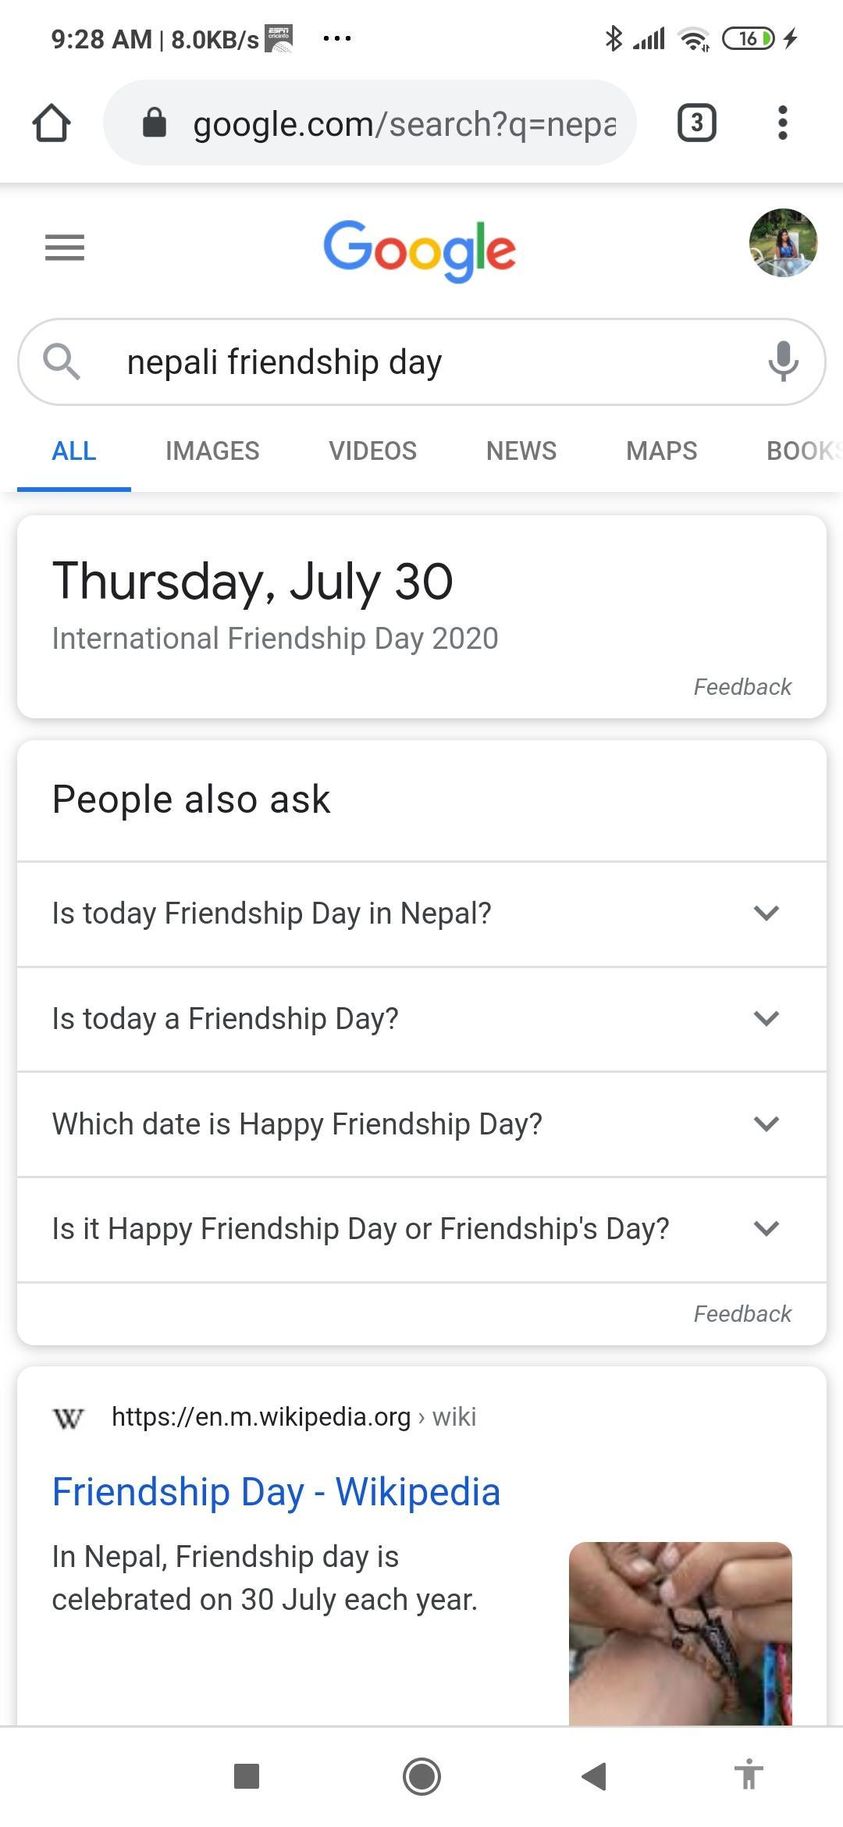 9:28 AM | 8.0KB/s ESPN cricinfo ... 16
google.com/search?q=nepa 3
Google
nepali friendship day
ALL IMAGES VIDEOS NEWS MAPS BOOKS
Thursday, July 30
International Friendship Day 2020
Feedback
People also ask
Is today Friendship Day in Nepal?
Is today a Friendship Day?
Which date is Happy Friendship Day?
Is it Happy Friendship Day or Friendship's Day?
Feedback
W https://en.m.wikipedia.org › wiki
Friendship Day - Wikipedia
In Nepal, Friendship day is
celebrated on 30 July each year.